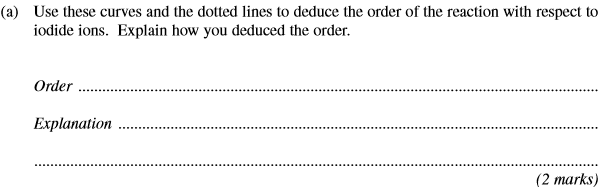 (a) Use these curves and the dotted lines to deduce the order of the reaction with respect to
iodide ions. Explain how you deduced the order.
Order ....................................................................................................................................
Explanation ..........................................................................................................................
..............................................................................................................................................
(2 marks)